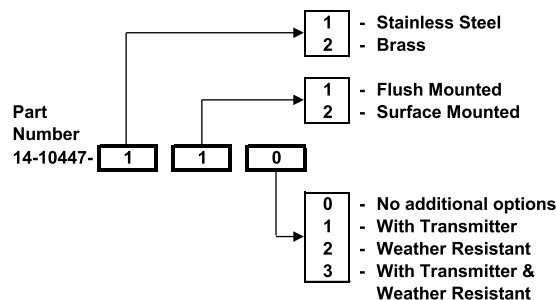 1 - Stainless Steel
2 - Brass
1 - Flush Mounted
2 - Surface Mounted
Part
Number
14-10447- 1 1 0
0 - No additional options
1 - With Transmitter
2 - Weather Resistant
3 - With Transmitter &
Weather Resistant